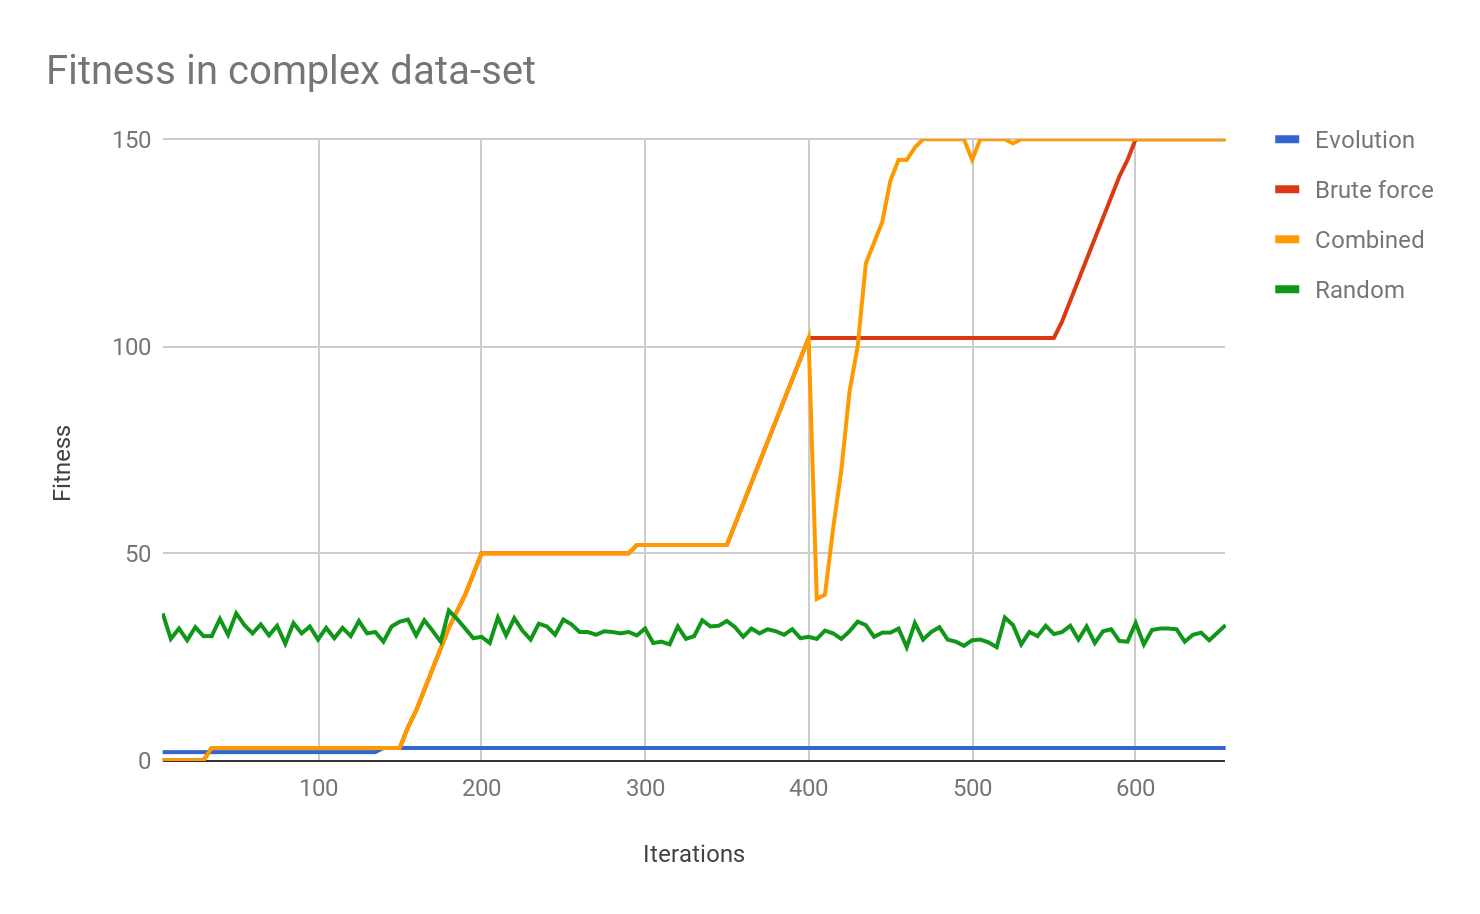 Fitness in complex data-set
150
100
50
0
Fitness
100 200 300 400 500 600
Iterations
Evolution
Brute force
Combined
Random